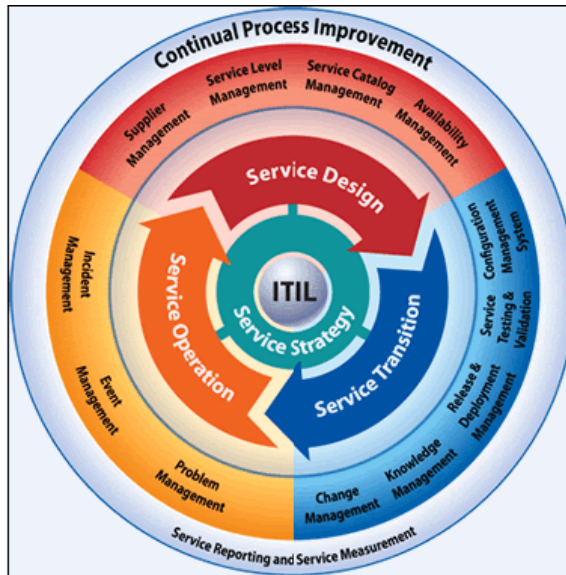 Continual Process Improvement
Supplier
Management
Service Level
Management
Service Catalog
Management
Availability
Management
Configuration
Management
System
Service
Testing &
Validation
Release &
Deployment
Management
Knowledge
Management
Change
Management
Problem
Management
Event
Management
Incident
Management
Service Design
Service Transition
Service Operation
Service Strategy
ITIL
Service Reporting and Service Measurement